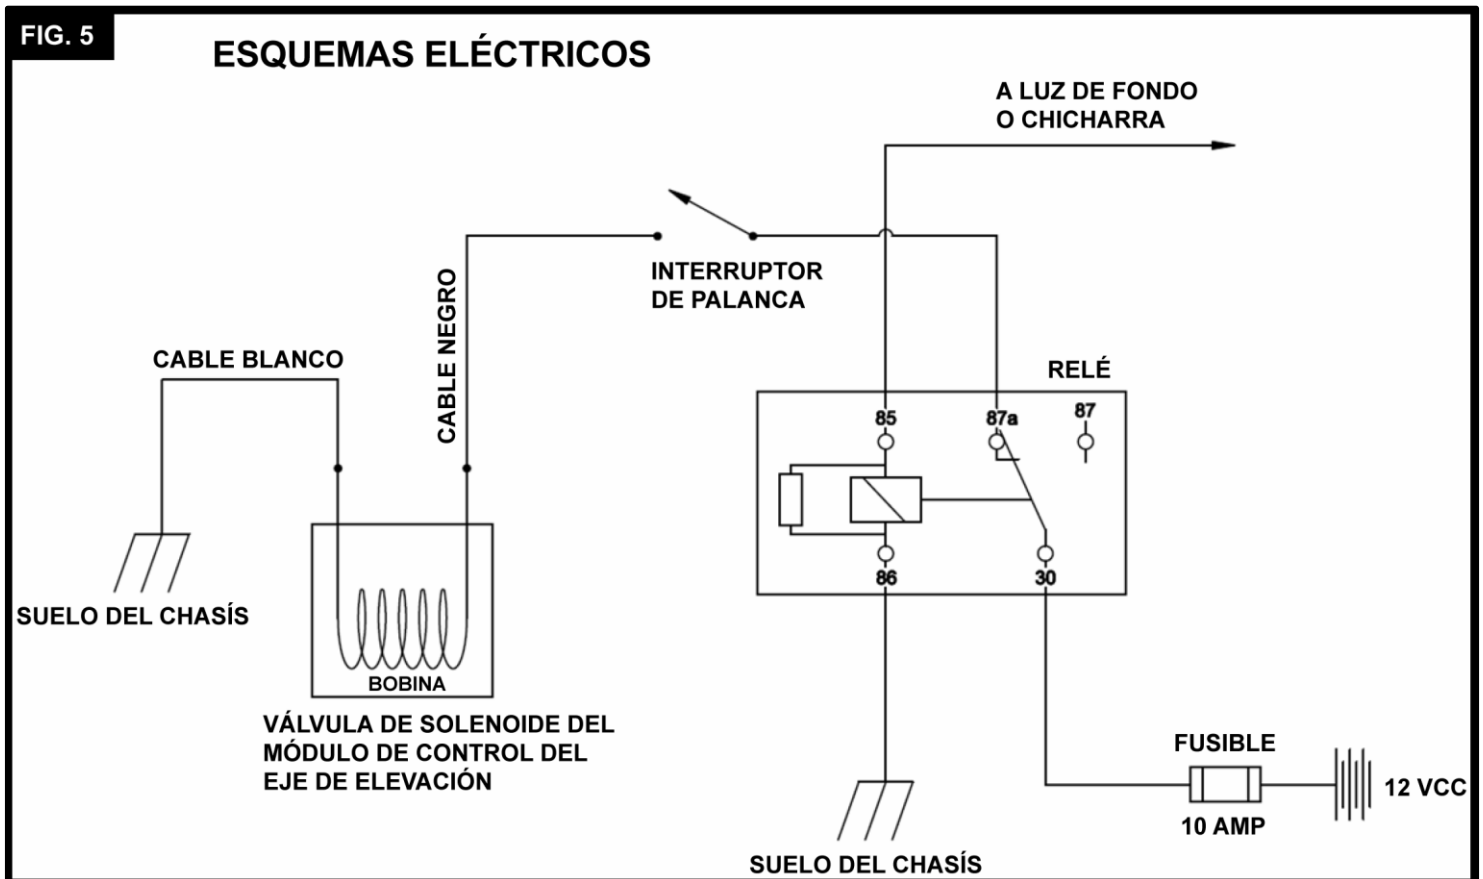 FIG. 5
ESQUEMAS ELÉCTRICOS
A LUZ DE FONDO
O CHICHARRA
INTERRUPTOR
DE PALANCA
CABLE NEGRO
CABLE BLANCO
RELÉ
85
87a
87
86
30
SUELO DEL CHASÍS
BOBINA
VÁLVULA DE SOLENOIDE DEL
MÓDULO DE CONTROL DEL
EJE DE ELEVACIÓN
FUSIBLE
12 VCC
10 AMP
SUELO DEL CHASÍS